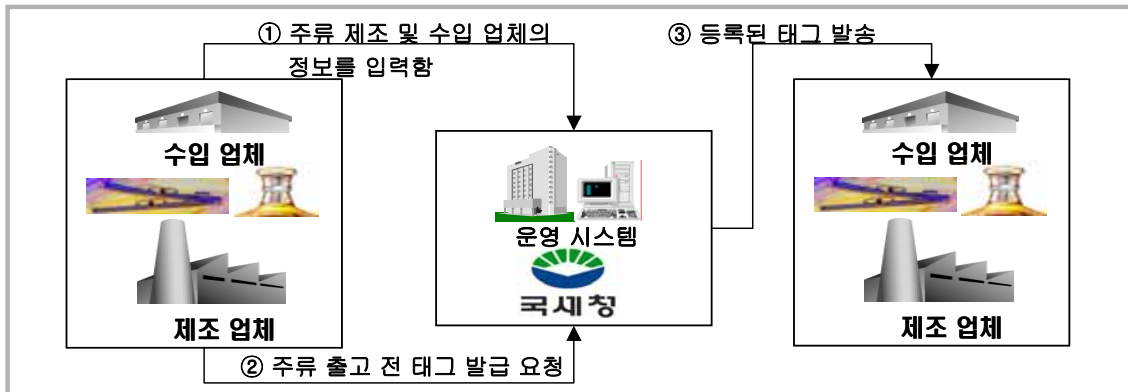 ① 주류 제조 및 수입 업체의
정보를 입력함
③ 등록된 태그 발송
수입 업체
제조 업체
운영 시스템
국세청
수입 업체
제조 업체
② 주류 출고 전 태그 발급 요청